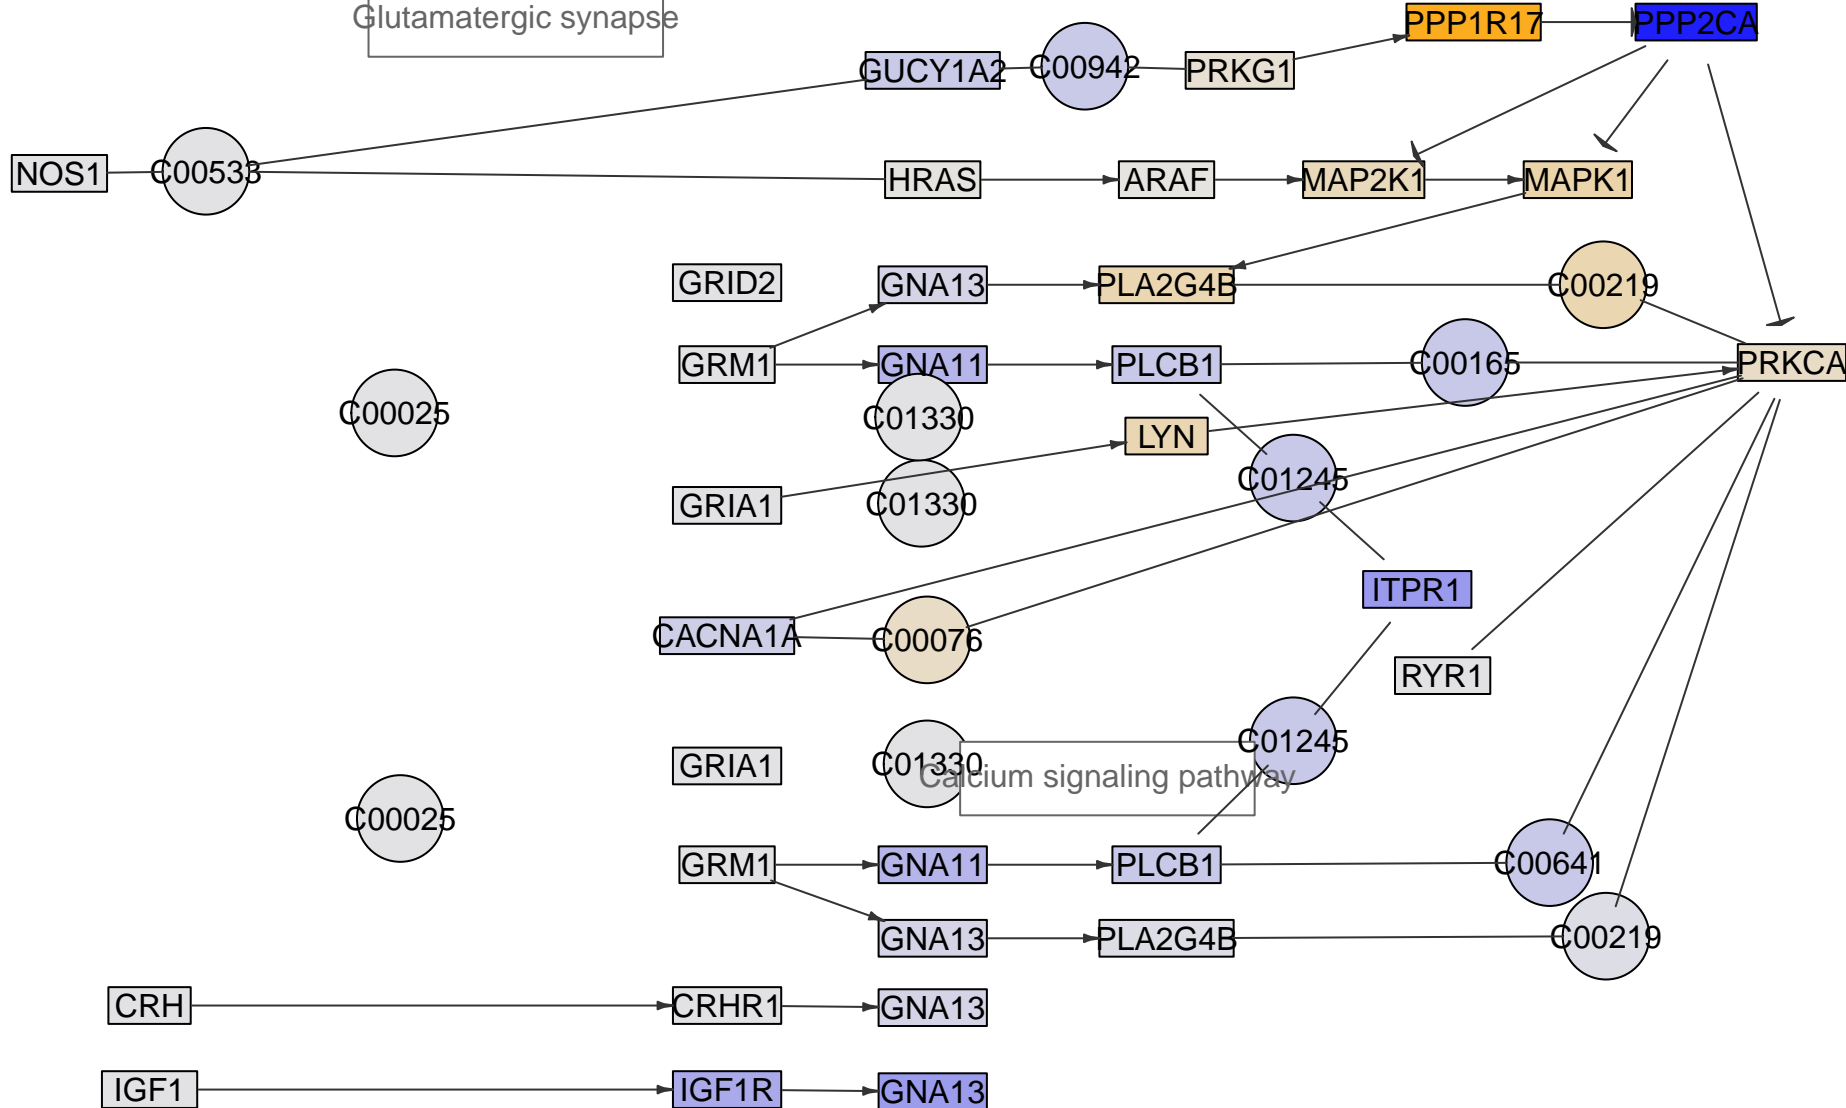 Glutamatergic synapse
PPP1R17
PPP2CA
GUCY1A2
C00942
PRKG1
NOS1
C00533
HRAS
ARAF
MAP2K1
MAPK1
GRID2
GNA13
PLA2G4B
C00219
GRM1
GNA11
PLCB1
C00165
PRKCA
C00025
C01330
LYN
C01245
GRIA1
C01330
ITPR1
CACNA1A
C00076
RYR1
C01245
GRIA1
C01330
Calcium signaling pathway
C00025
GRM1
GNA11
PLCB1
C00641
GNA13
PLA2G4B
C00219
CRH
CRHR1
GNA13
IGF1
IGF1R
GNA13